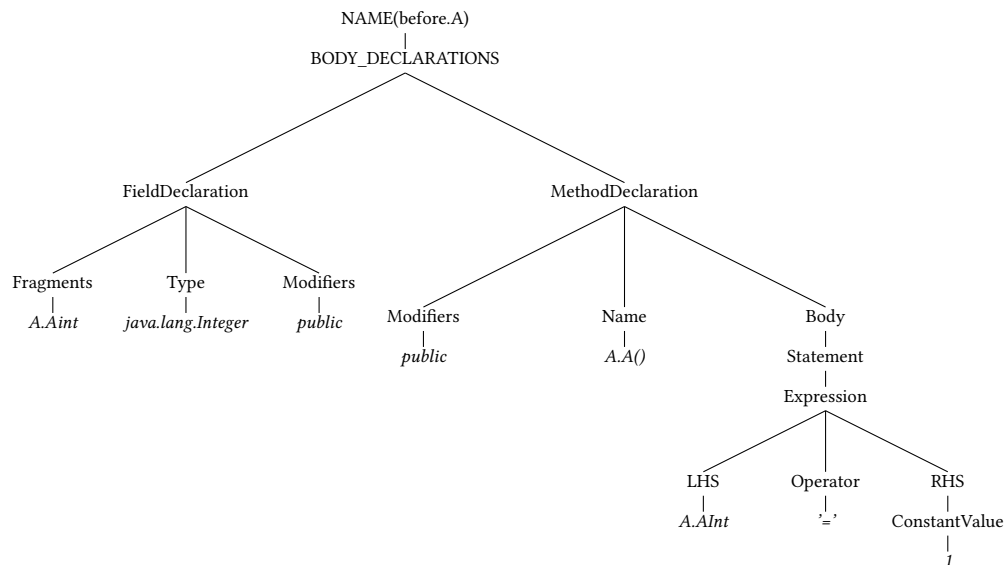 NAME(before.A)
BODY_DECLARATIONS
FieldDeclaration MethodDeclaration
Fragments Type Modifiers
A.Aint java.lang.Integer public
Modifiers Name Body
public A.A() Statement
Expression
LHS Operator RHS
A.AInt '=' ConstantValue
1